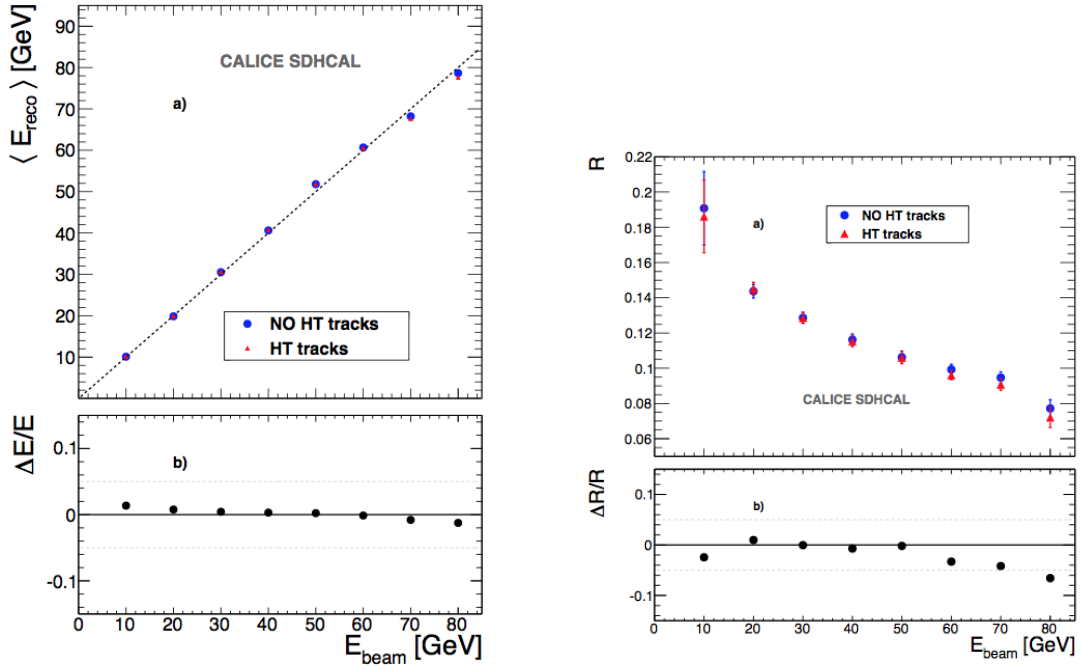 ⟨ E_reco ⟩ [GeV]
90
80
70
60
50
40
30
20
10
CALICE SDHCAL
a)
NO HT tracks
HT tracks
ΔE/E
0.1
0
-0.1
b)
0 10 20 30 40 50 60 70 80
E_beam [GeV]
R
0.22
0.2
0.18
0.16
0.14
0.12
0.1
0.08
0.06
a)
NO HT tracks
HT tracks
CALICE SDHCAL
ΔR/R
0.1
0
-0.1
b)
0 10 20 30 40 50 60 70 80
E_beam [GeV]